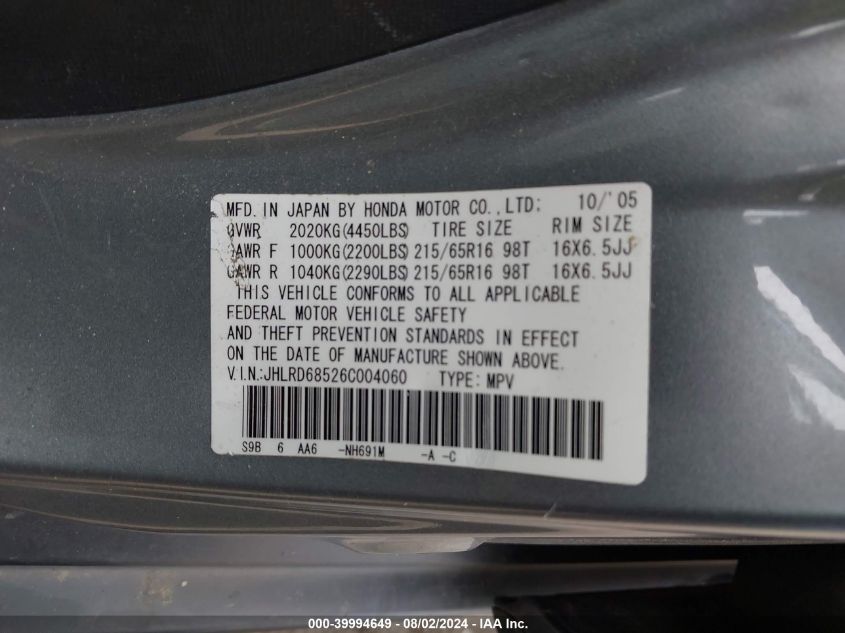 MFD. IN JAPAN BY HONDA MOTOR CO.,LTD: 10/'05
GVWR 2020KG(4450LBS) TIRE SIZE RIM SIZE
GAWR F 1000KG(2200LBS) 215/65R16 98T 16X6.5JJ
GAWR R 1040KG(2290LBS) 215/65R16 98T 16X6.5JJ
THIS VEHICLE CONFORMS TO ALL APPLICABLE
FEDERAL MOTOR VEHICLE SAFETY
AND THEFT PREVENTION STANDARDS IN EFFECT
ON THE DATE OF MANUFACTURE SHOWN ABOVE.
V.I.N:JHLRD68526C004060 TYPE: MPV
S9B 6 AA6 -NH691M -A -C
000-39994649 - 08/02/2024 - IAA Inc.